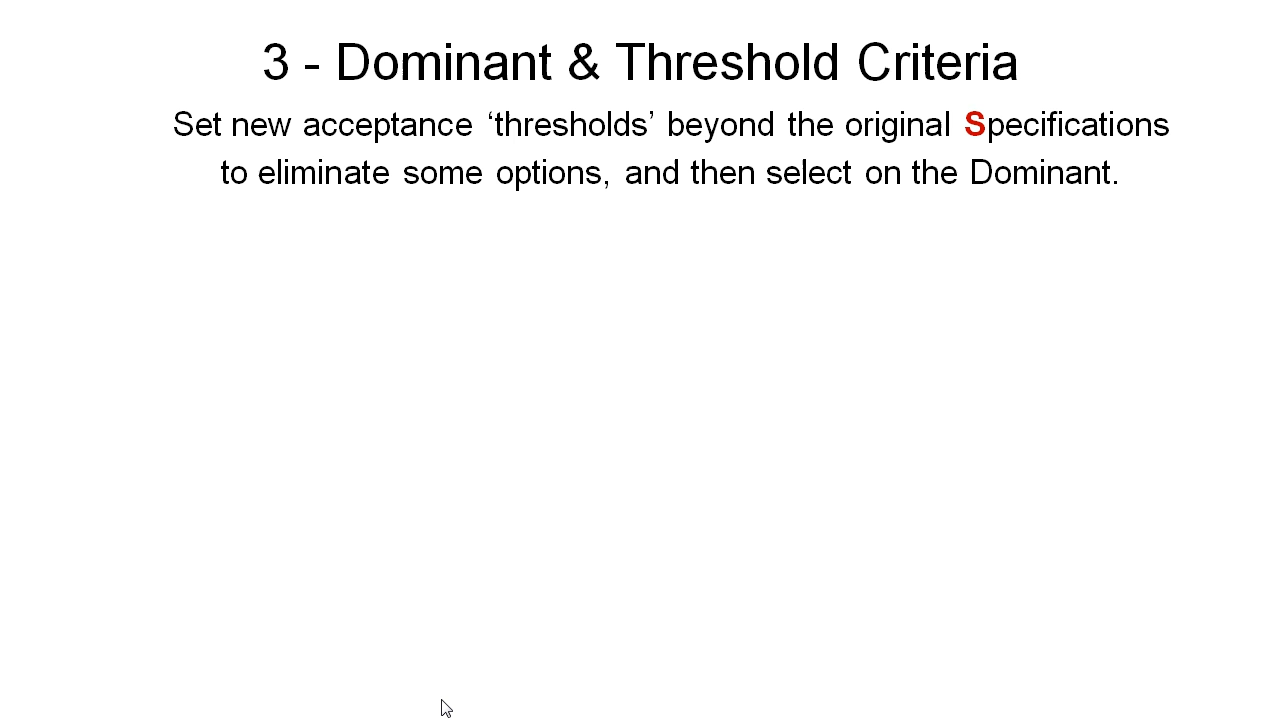 3 - Dominant & Threshold Criteria
Set new acceptance ‘thresholds’ beyond the original Specifications
to eliminate some options, and then select on the Dominant.